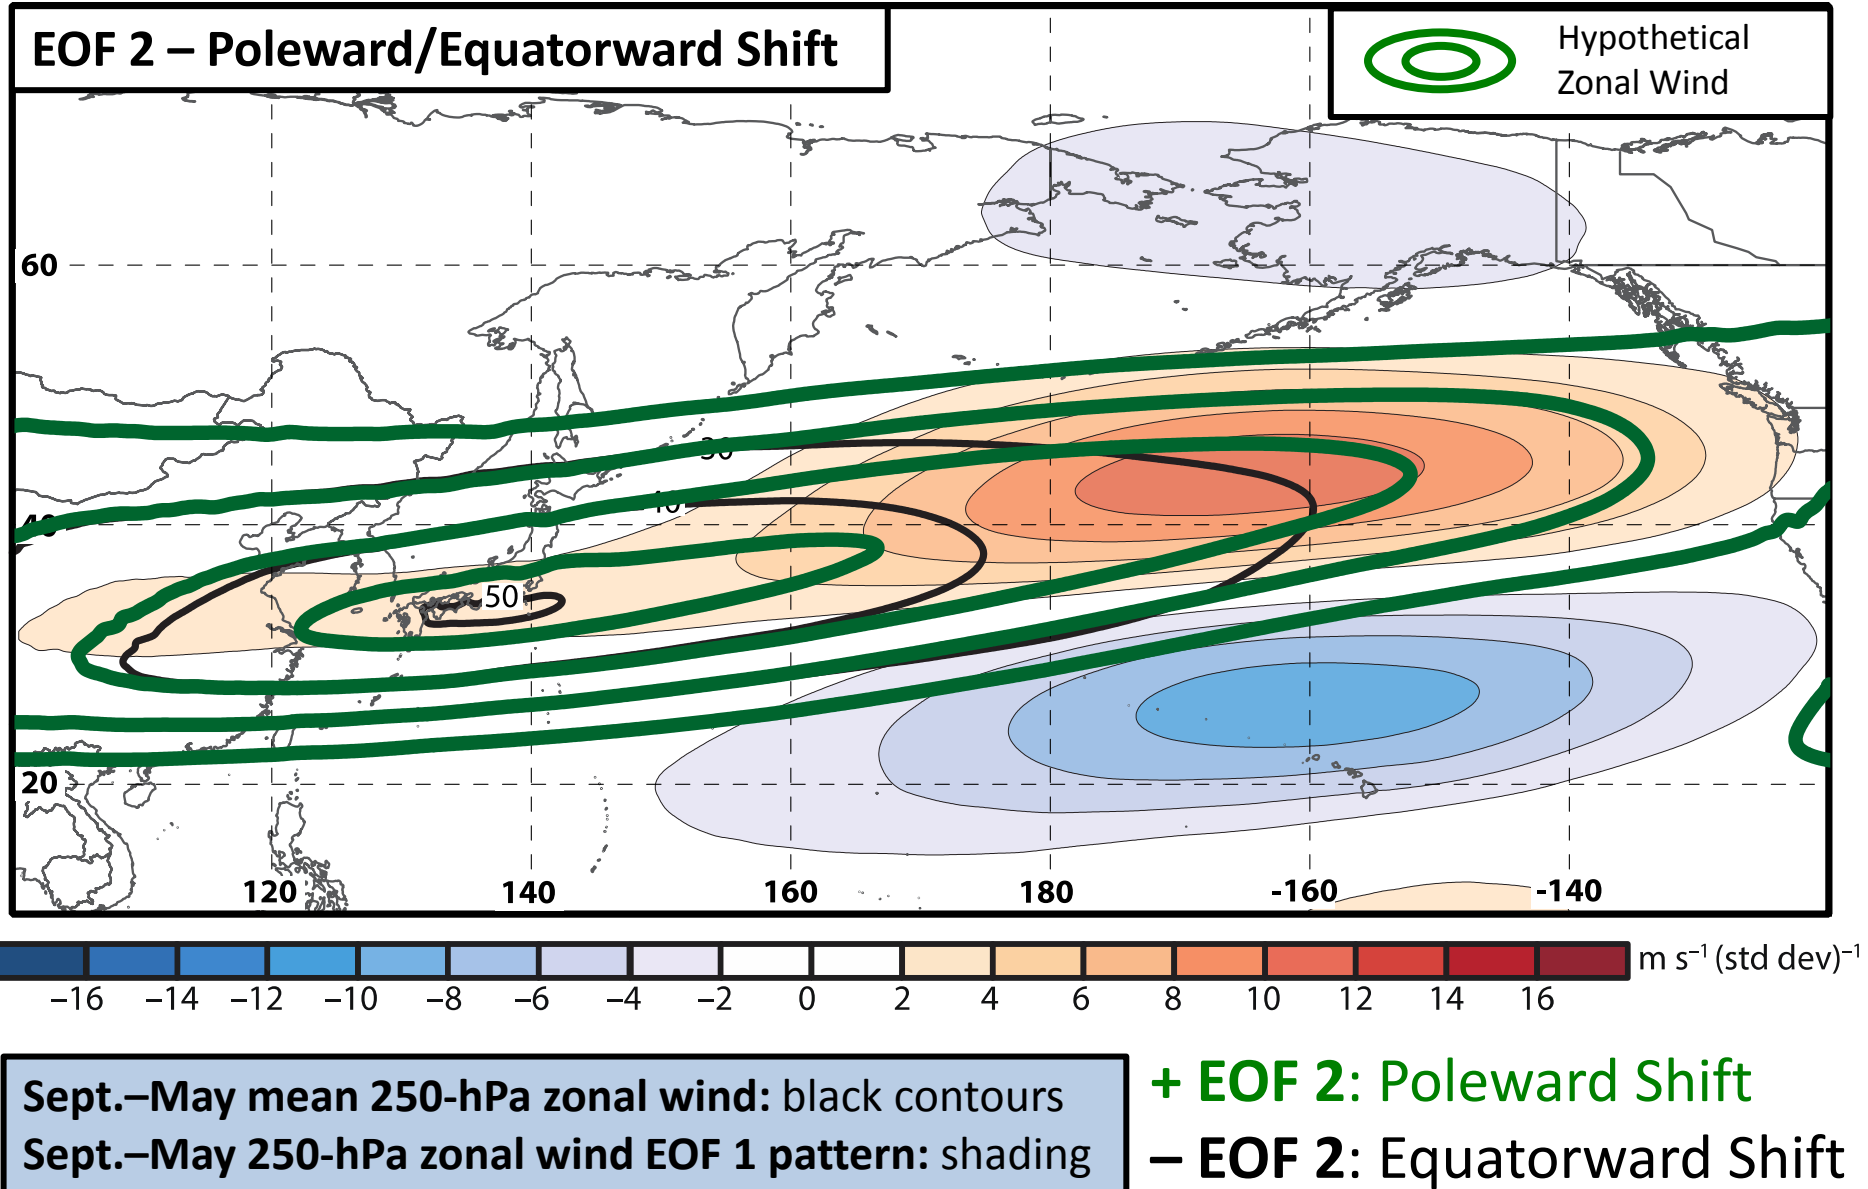 EOF 2 – Poleward/Equatorward Shift
Hypothetical
Zonal Wind
60
30
40
40
50
20
120 140 160 180 -160 -140
−16 −14 −12 −10 −8 −6 −4 −2 0 2 4 6 8 10 12 14 16 m s⁻¹ (std dev)⁻¹
Sept.–May mean 250-hPa zonal wind: black contours
Sept.–May 250-hPa zonal wind EOF 1 pattern: shading
+ EOF 2: Poleward Shift
– EOF 2: Equatorward Shift